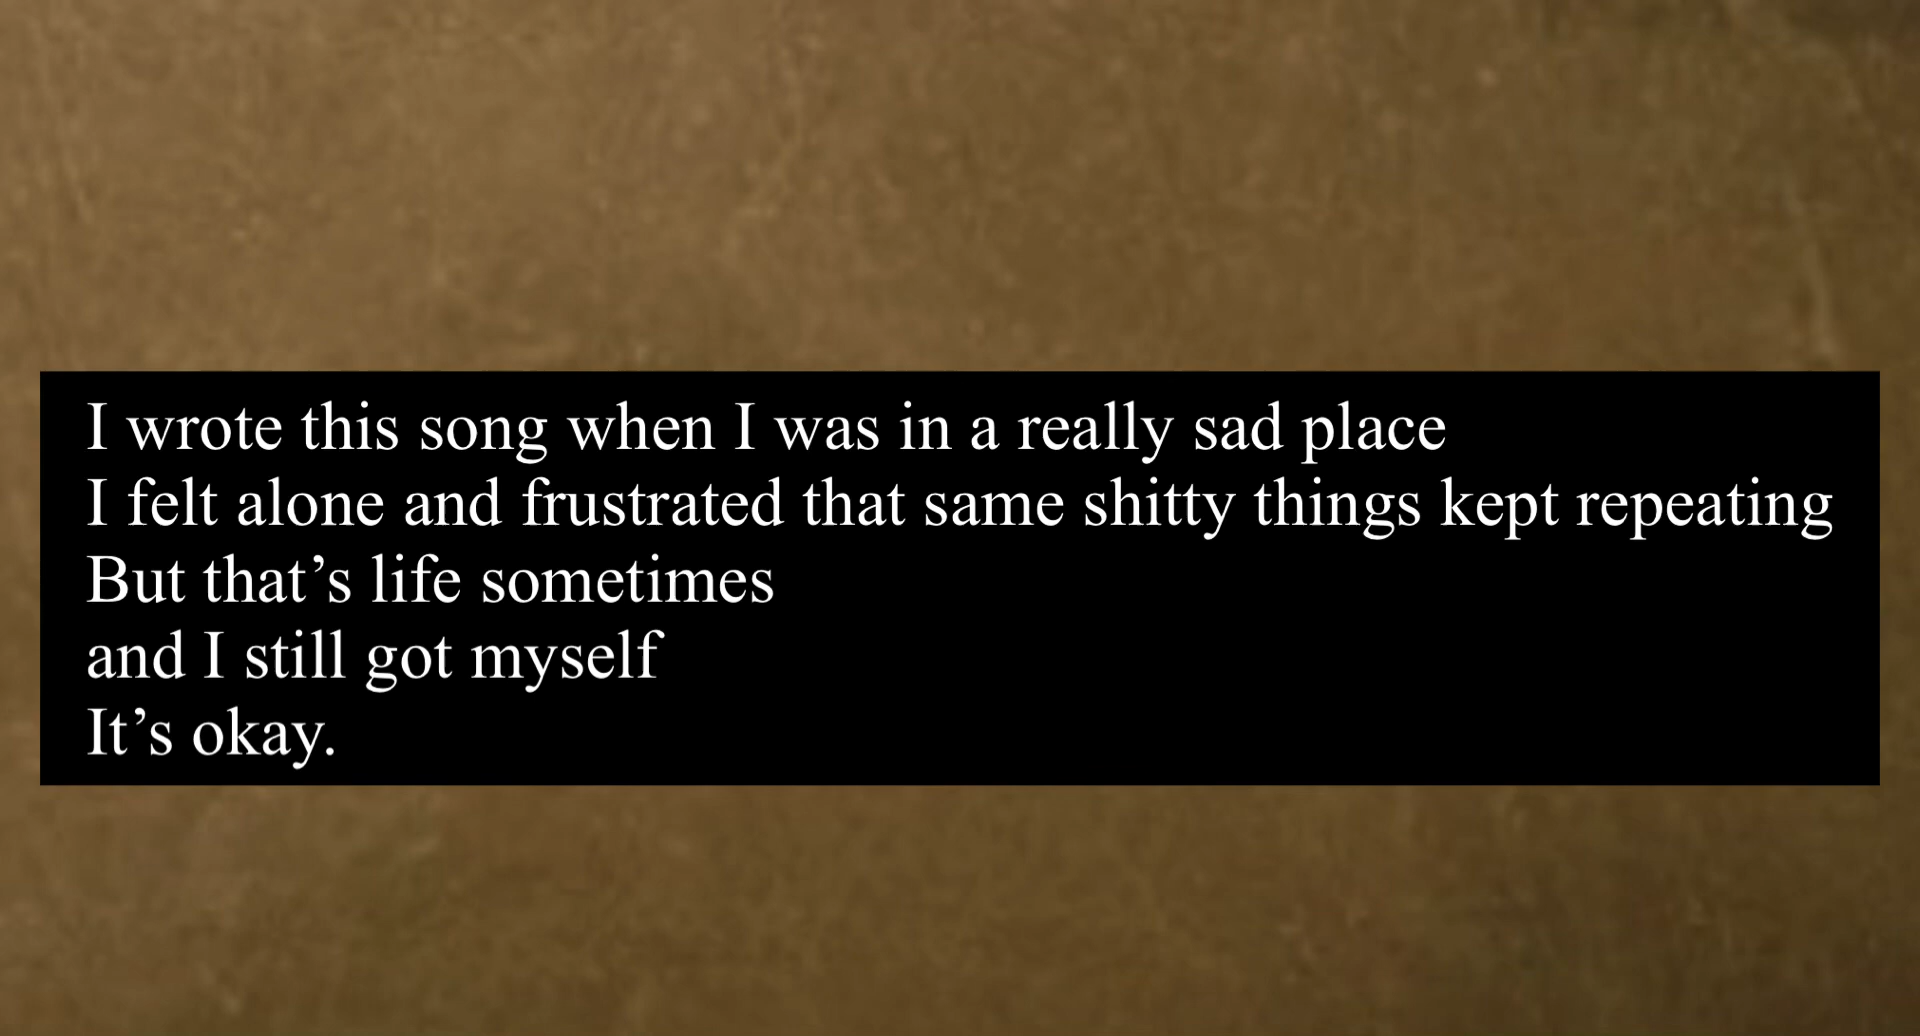 I wrote this song when I was in a really sad place
I felt alone and frustrated that same shitty things kept repeating
But that’s life sometimes
and I still got myself
It’s okay.